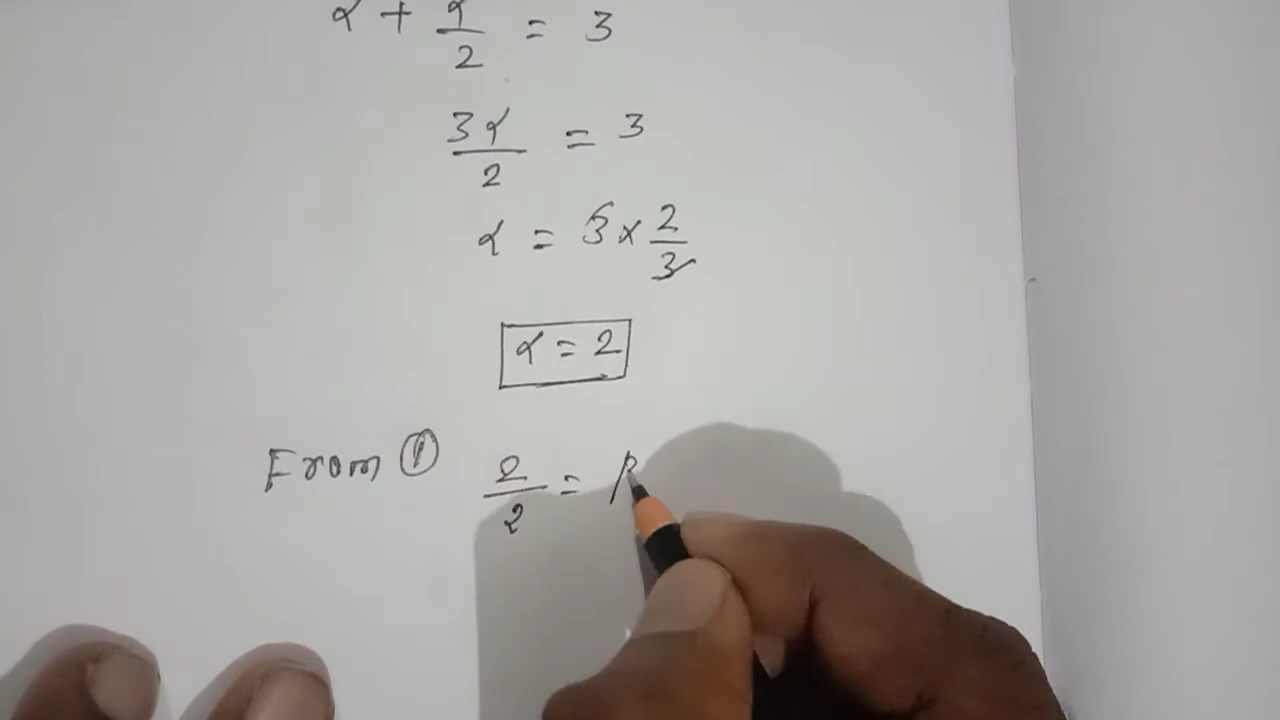 α + α/2 = 3
3α/2 = 3
α = 3 × 2/3
α = 2
From ① 2/2 = β